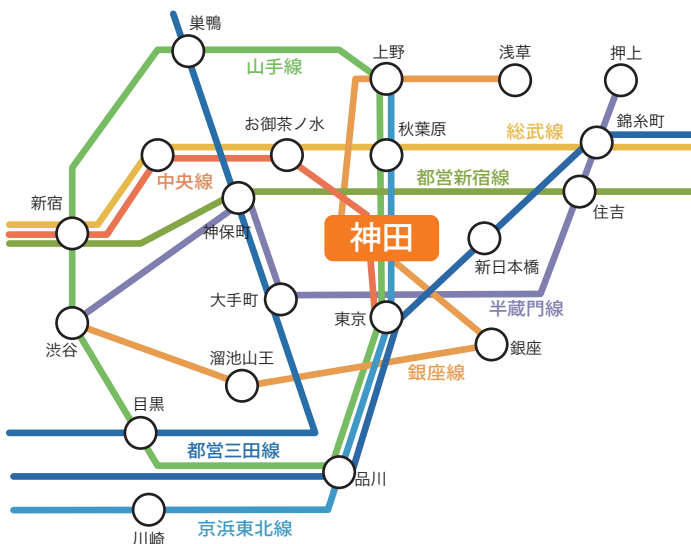 巣鴨
上野
浅草
押上
山手線
お御茶ノ水
秋葉原
総武線
錦糸町
中央線
都営新宿線
新宿
神保町
神田
住吉
新日本橋
大手町
東京
半蔵門線
渋谷
溜池山王
銀座線
銀座
目黒
都営三田線
品川
京浜東北線
川崎